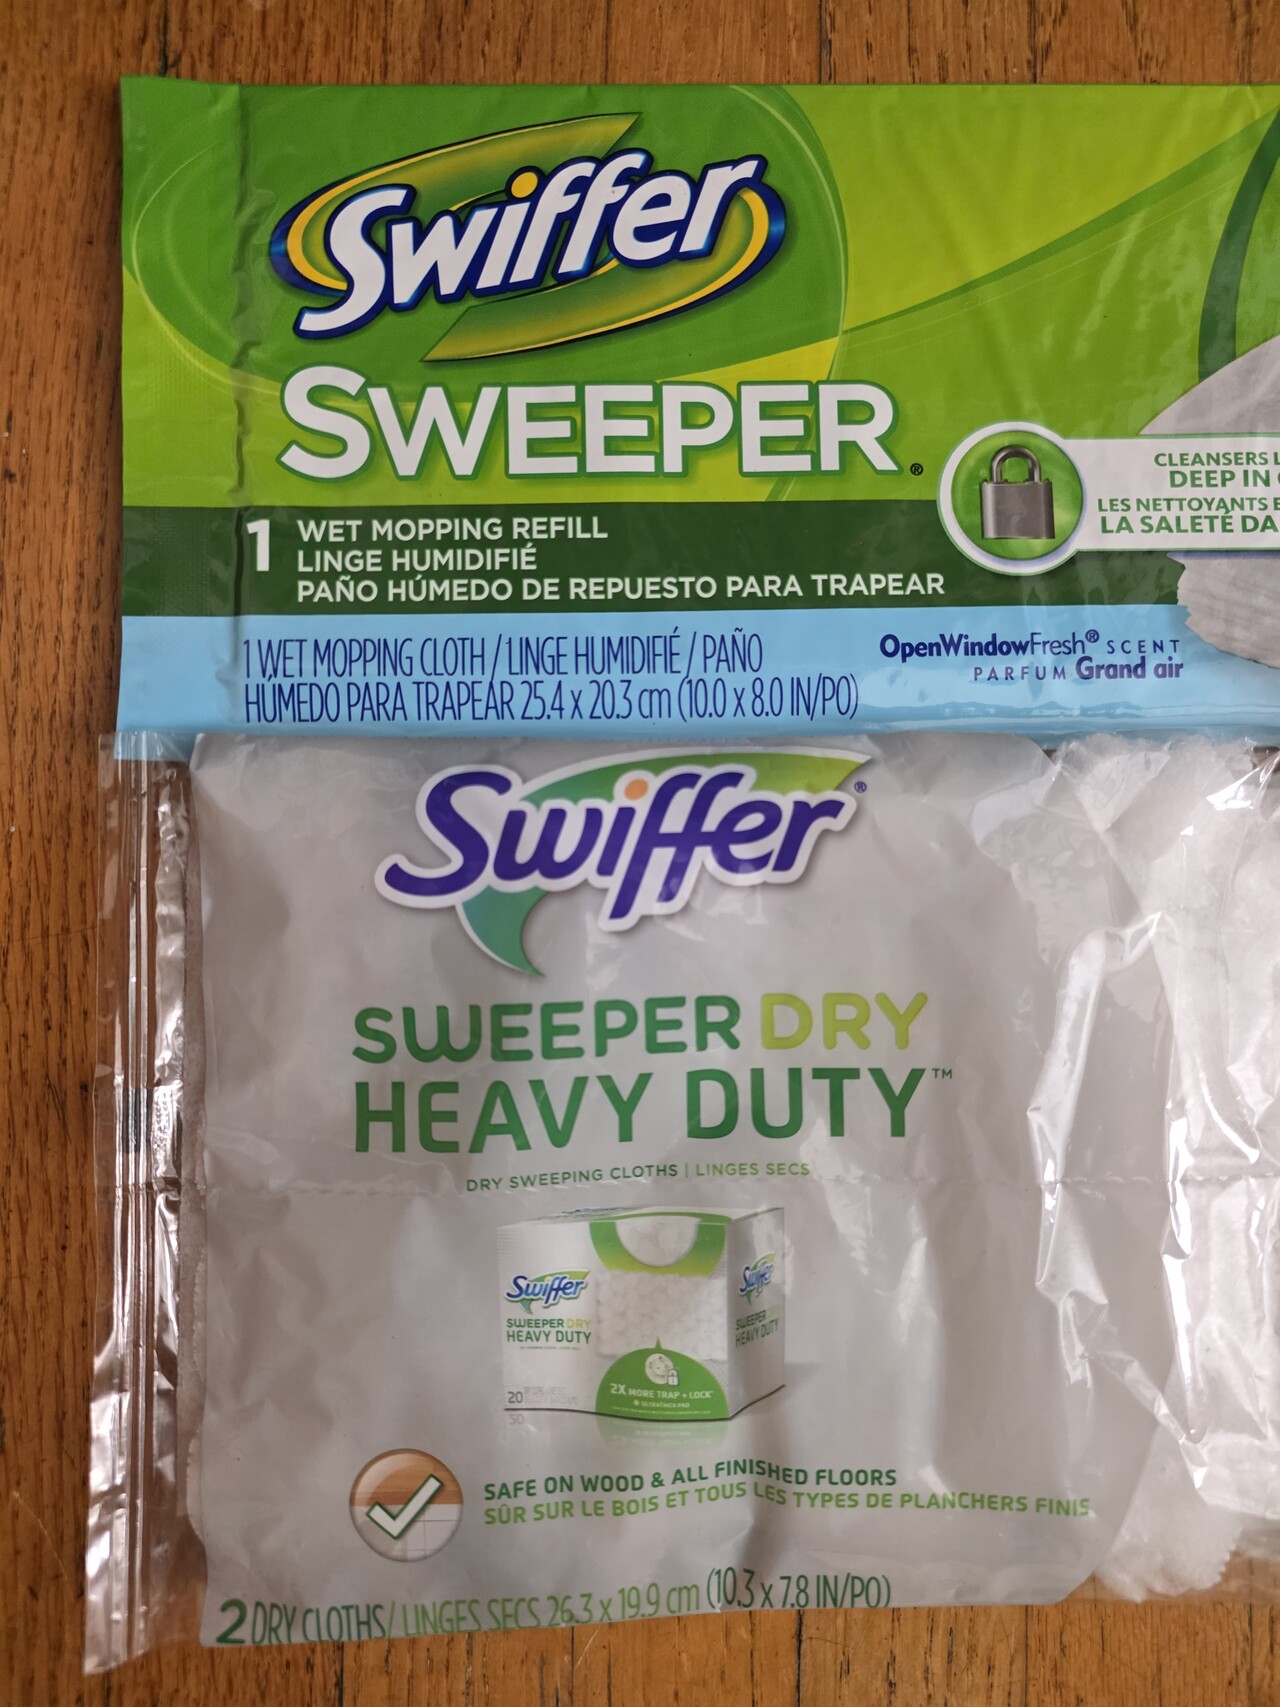 Swiffer
SWEEPER®
1 WET MOPPING REFILL
LINGE HUMIDIFIÉ
PAÑO HÚMEDO DE REPUESTO PARA TRAPEAR
CLEANSERS
DEEP IN
LES NETTOYANTS
LA SALETÉ
1 WET MOPPING CLOTH / LINGE HUMIDIFIÉ / PAÑO
HÚMEDO PARA TRAPEAR 25.4 x 20.3 cm (10.0 x 8.0 IN/PO)
OpenWindowFresh® SCENT
PARFUM Grand air
Swiffer®
SWEEPER DRY
HEAVY DUTY™
DRY SWEEPING CLOTHS | LINGES SECS
Swiffer
SWEEPER DRY
HEAVY DUTY
20
50
2X MORE TRAP + LOCK
Swiffer
SWEEPER
HEAVY DUTY
SAFE ON WOOD & ALL FINISHED FLOORS
SÛR SUR LE BOIS ET TOUS LES TYPES DE PLANCHERS FINIS.
2 DRY CLOTHS/ LINGES SECS 26.3 x 19.9 cm (10.3 x 7.8 IN/PO)